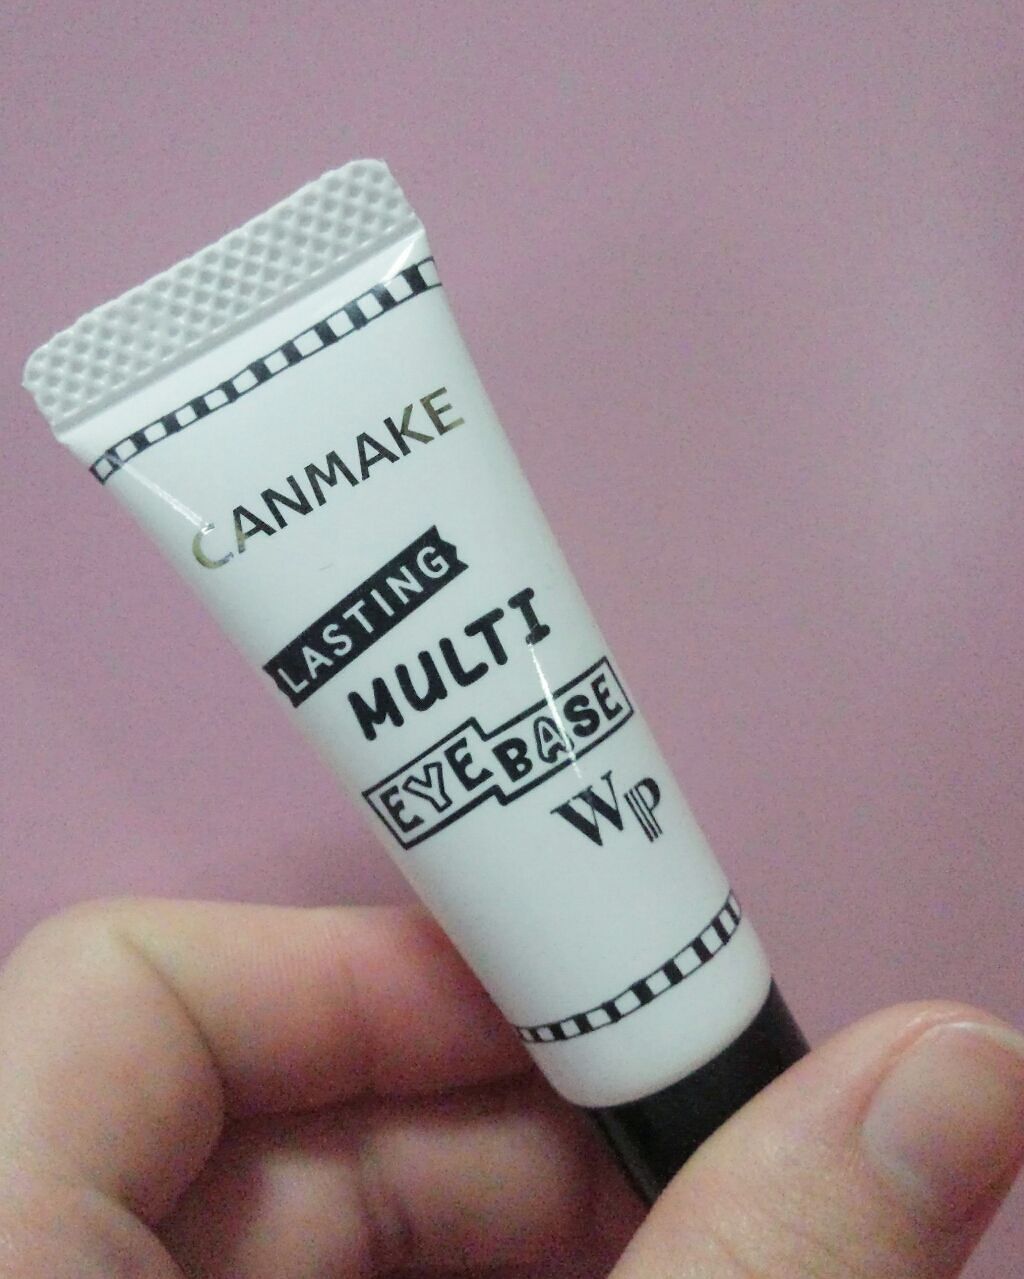 CANMAKE
LASTING
MULTI
EYE BASE
WP